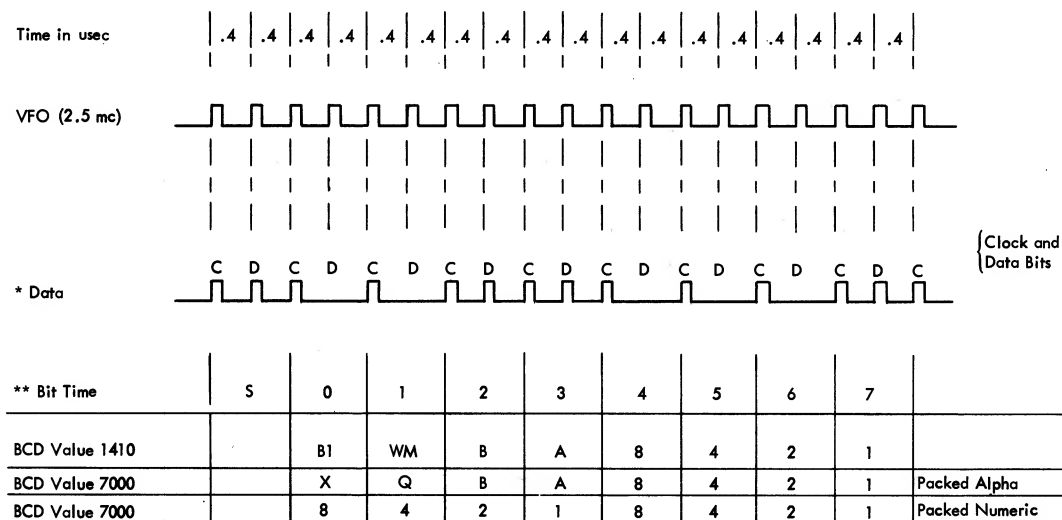 Time in usec .4 .4 .4 .4 .4 .4 .4 .4 .4 .4 .4 .4 .4 .4 .4 .4 .4 .4
VFO (2.5 mc)
Clock and
Data Bits
C D C D C D C D C D C D C D C D C D C
* Data
** Bit Time S 0 1 2 3 4 5 6 7
BCD Value 1410 B1 WM B A 8 4 2 1
BCD Value 7000 X Q B A 8 4 2 1 Packed Alpha
BCD Value 7000 8 4 2 1 8 4 2 1 Packed Numeric